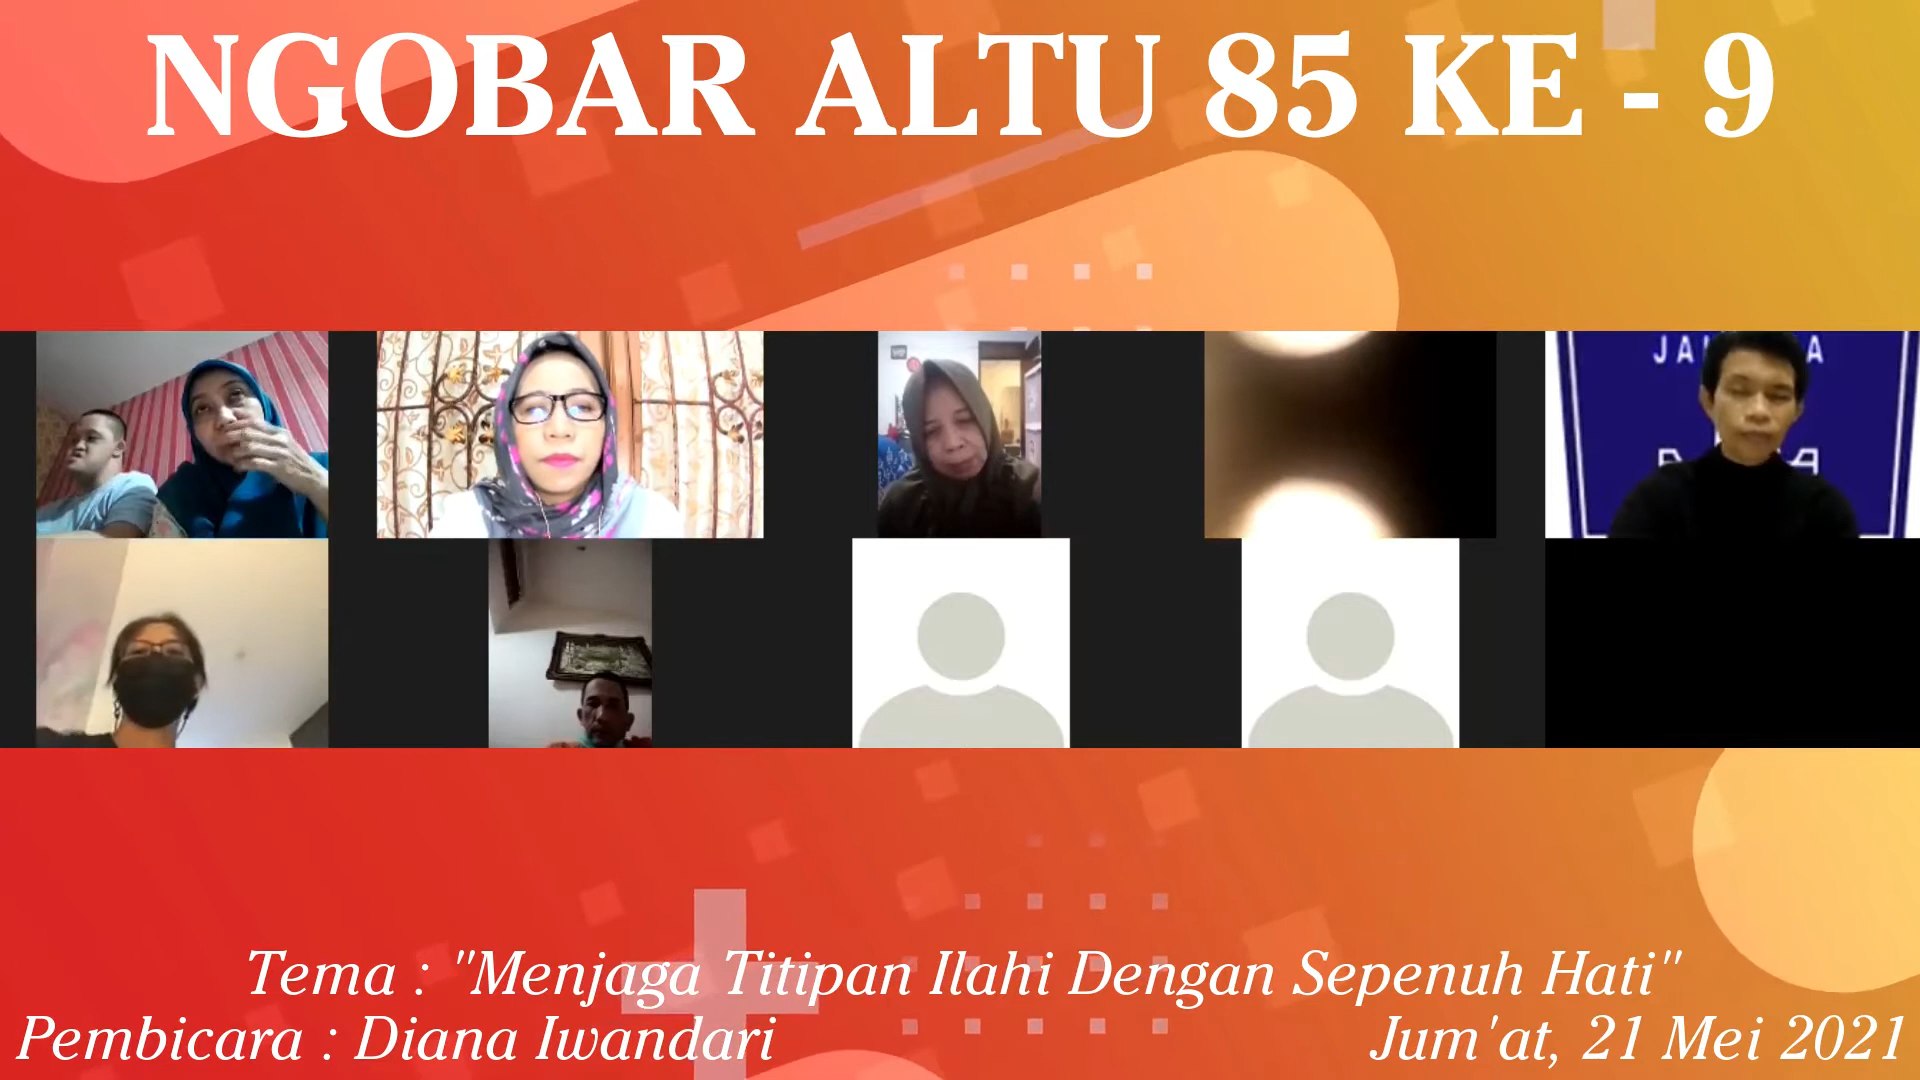 NGOBAR ALTU 85 KE - 9
Tema : "Menjaga Titipan Ilahi Dengan Sepenuh Hati"
Pembicara : Diana Iwandari
Jum'at, 21 Mei 2021